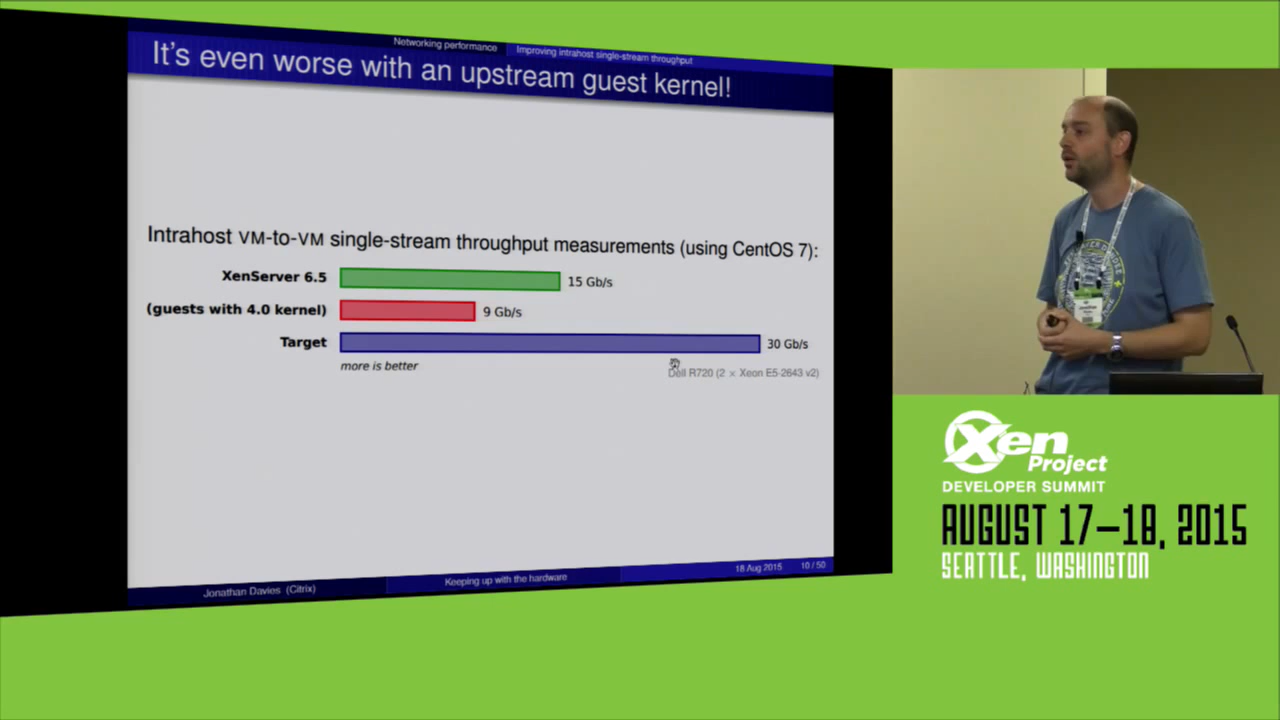 Networking performance
Improving intrahost single-stream throughput
It's even worse with an upstream guest kernel!
Intrahost VM-to-VM single-stream throughput measurements (using CentOS 7):
XenServer 6.5
15 Gb/s
(guests with 4.0 kernel)
9 Gb/s
Target
30 Gb/s
more is better
Dell R720 (2 × Xeon E5-2643 v2)
Jonathan Davies (Citrix)
Keeping up with the hardware
18 Aug 2015
10 / 50
Xen
Project
DEVELOPER SUMMIT
AUGUST 17–18, 2015
SEATTLE, WASHINGTON